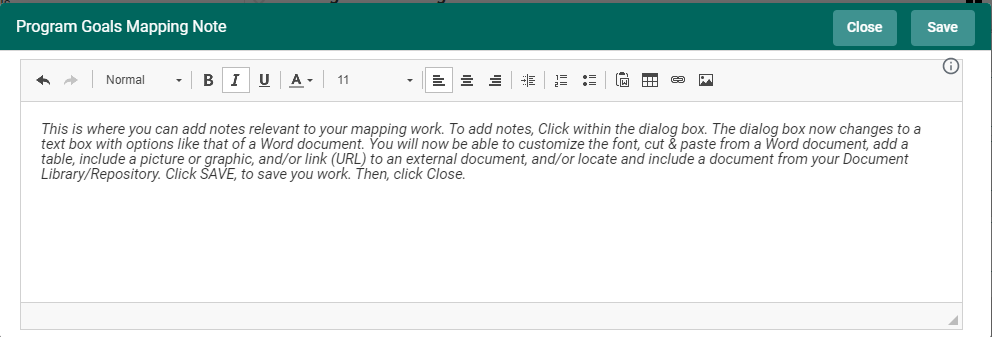 Program Goals Mapping Note
Close
Save
Normal
B I U A
11
This is where you can add notes relevant to your mapping work. To add notes, Click within the dialog box. The dialog box now changes to a
text box with options like that of a Word document. You will now be able to customize the font, cut & paste from a Word document, add a
table, include a picture or graphic, and/or link (URL) to an external document, and/or locate and include a document from your Document
Library/Repository. Click SAVE, to save you work. Then, click Close.